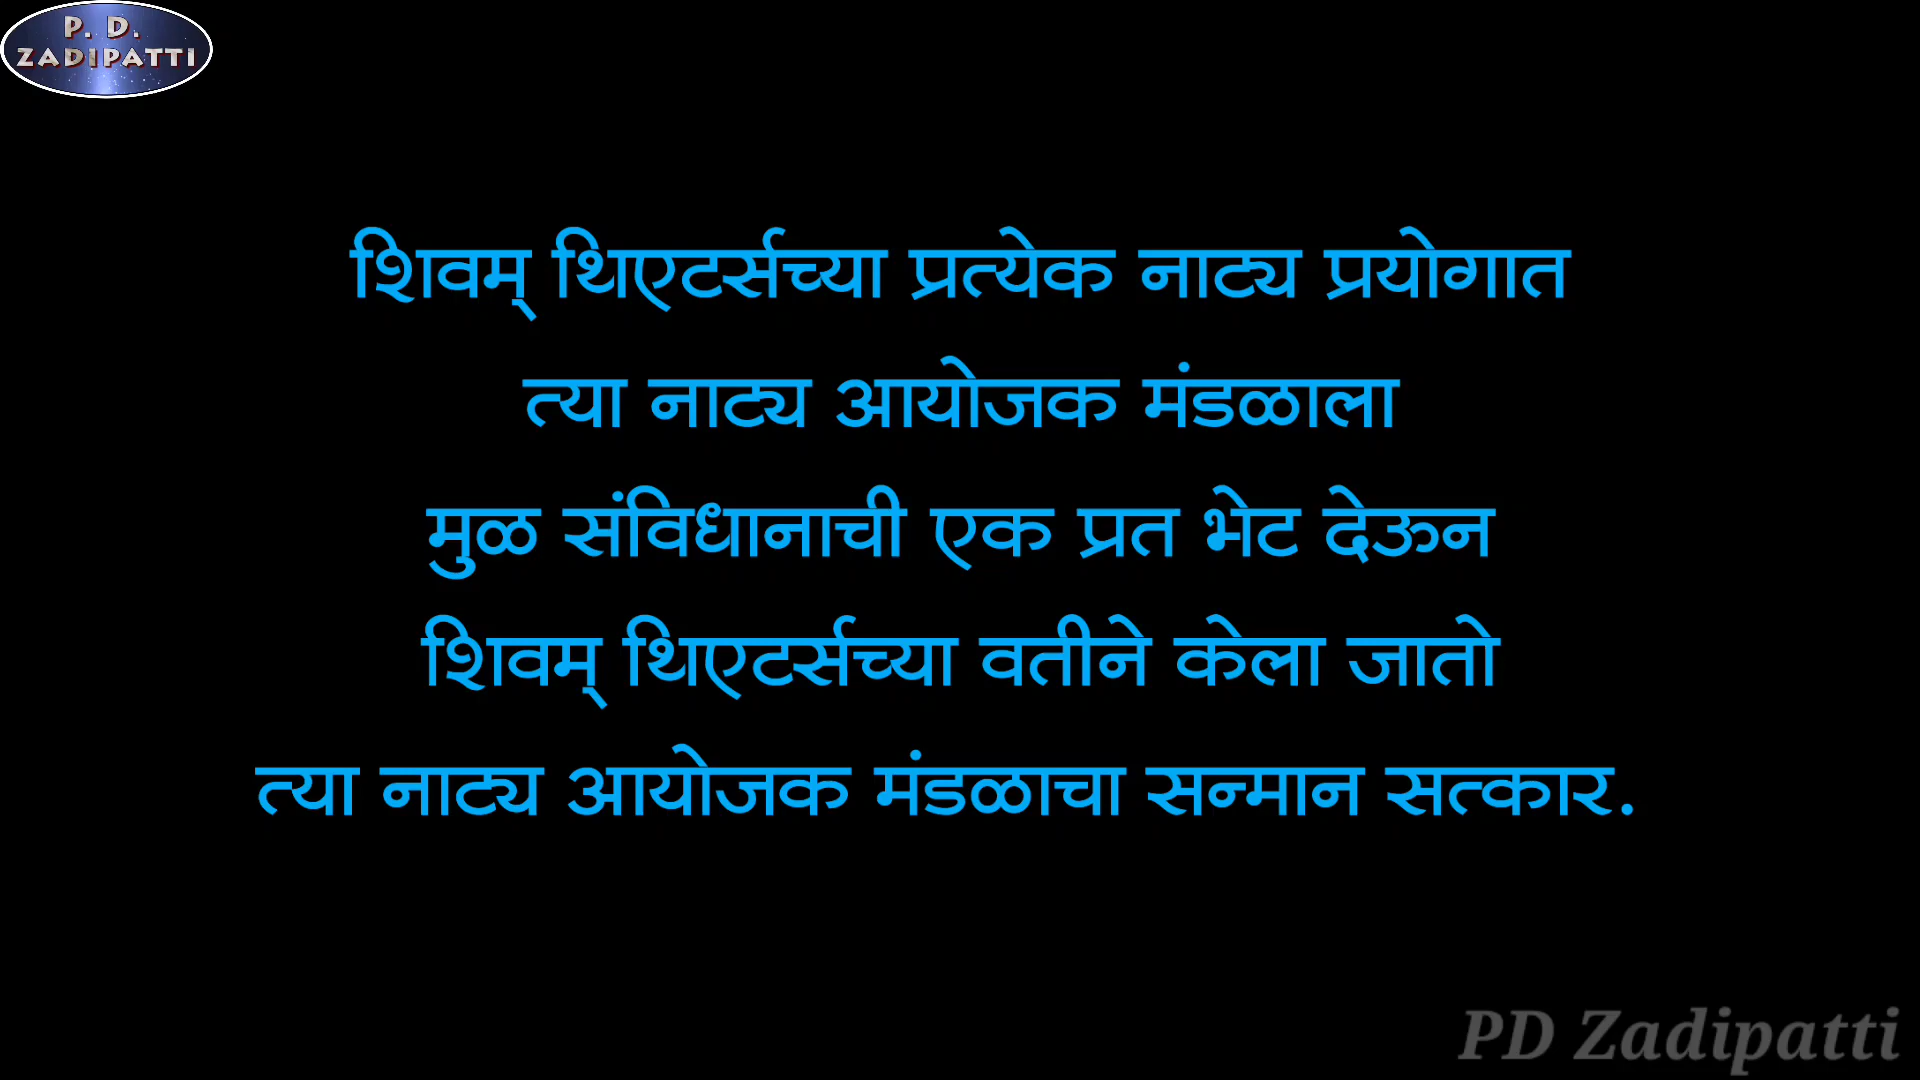 P. D.
ZADIPATTI
शिवम् थिएटर्सच्या प्रत्येक नाट्य प्रयोगात
त्या नाट्य आयोजक मंडळाला
मुळ संविधानाची एक प्रत भेट देऊन
शिवम् थिएटर्सच्या वतीने केला जातो
त्या नाट्य आयोजक मंडळाचा सन्मान सत्कार.
PD Zadipatti